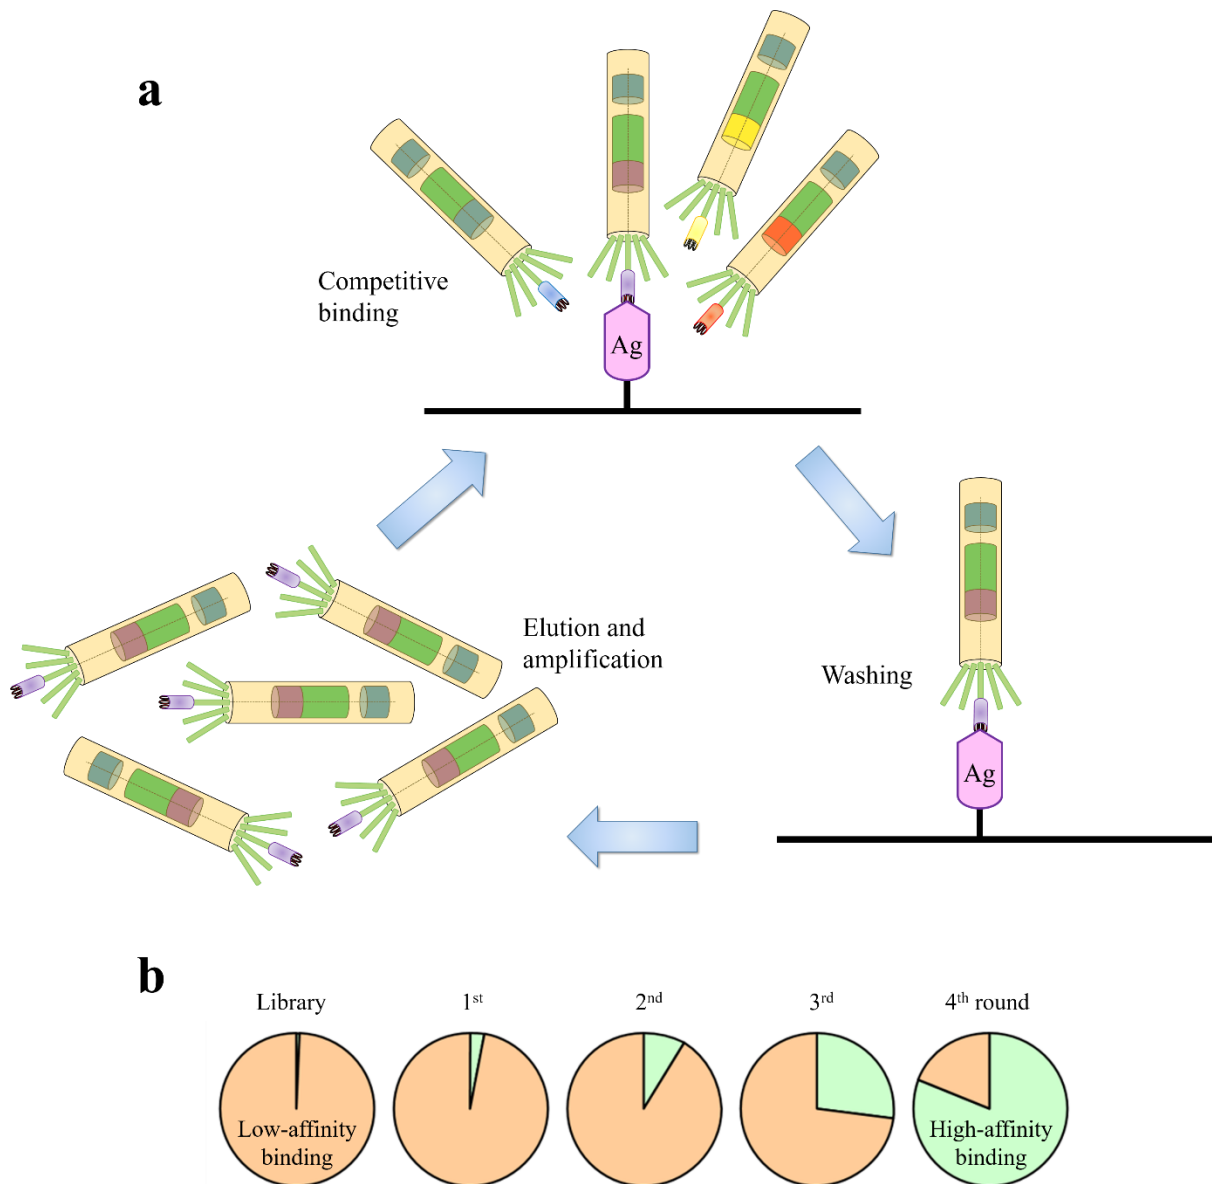 a
Competitive
binding
Ag
Elution and
amplification
Washing
Ag
b
Library
1st
2nd
3rd
4th round
Low-affinity
binding
High-affinity
binding